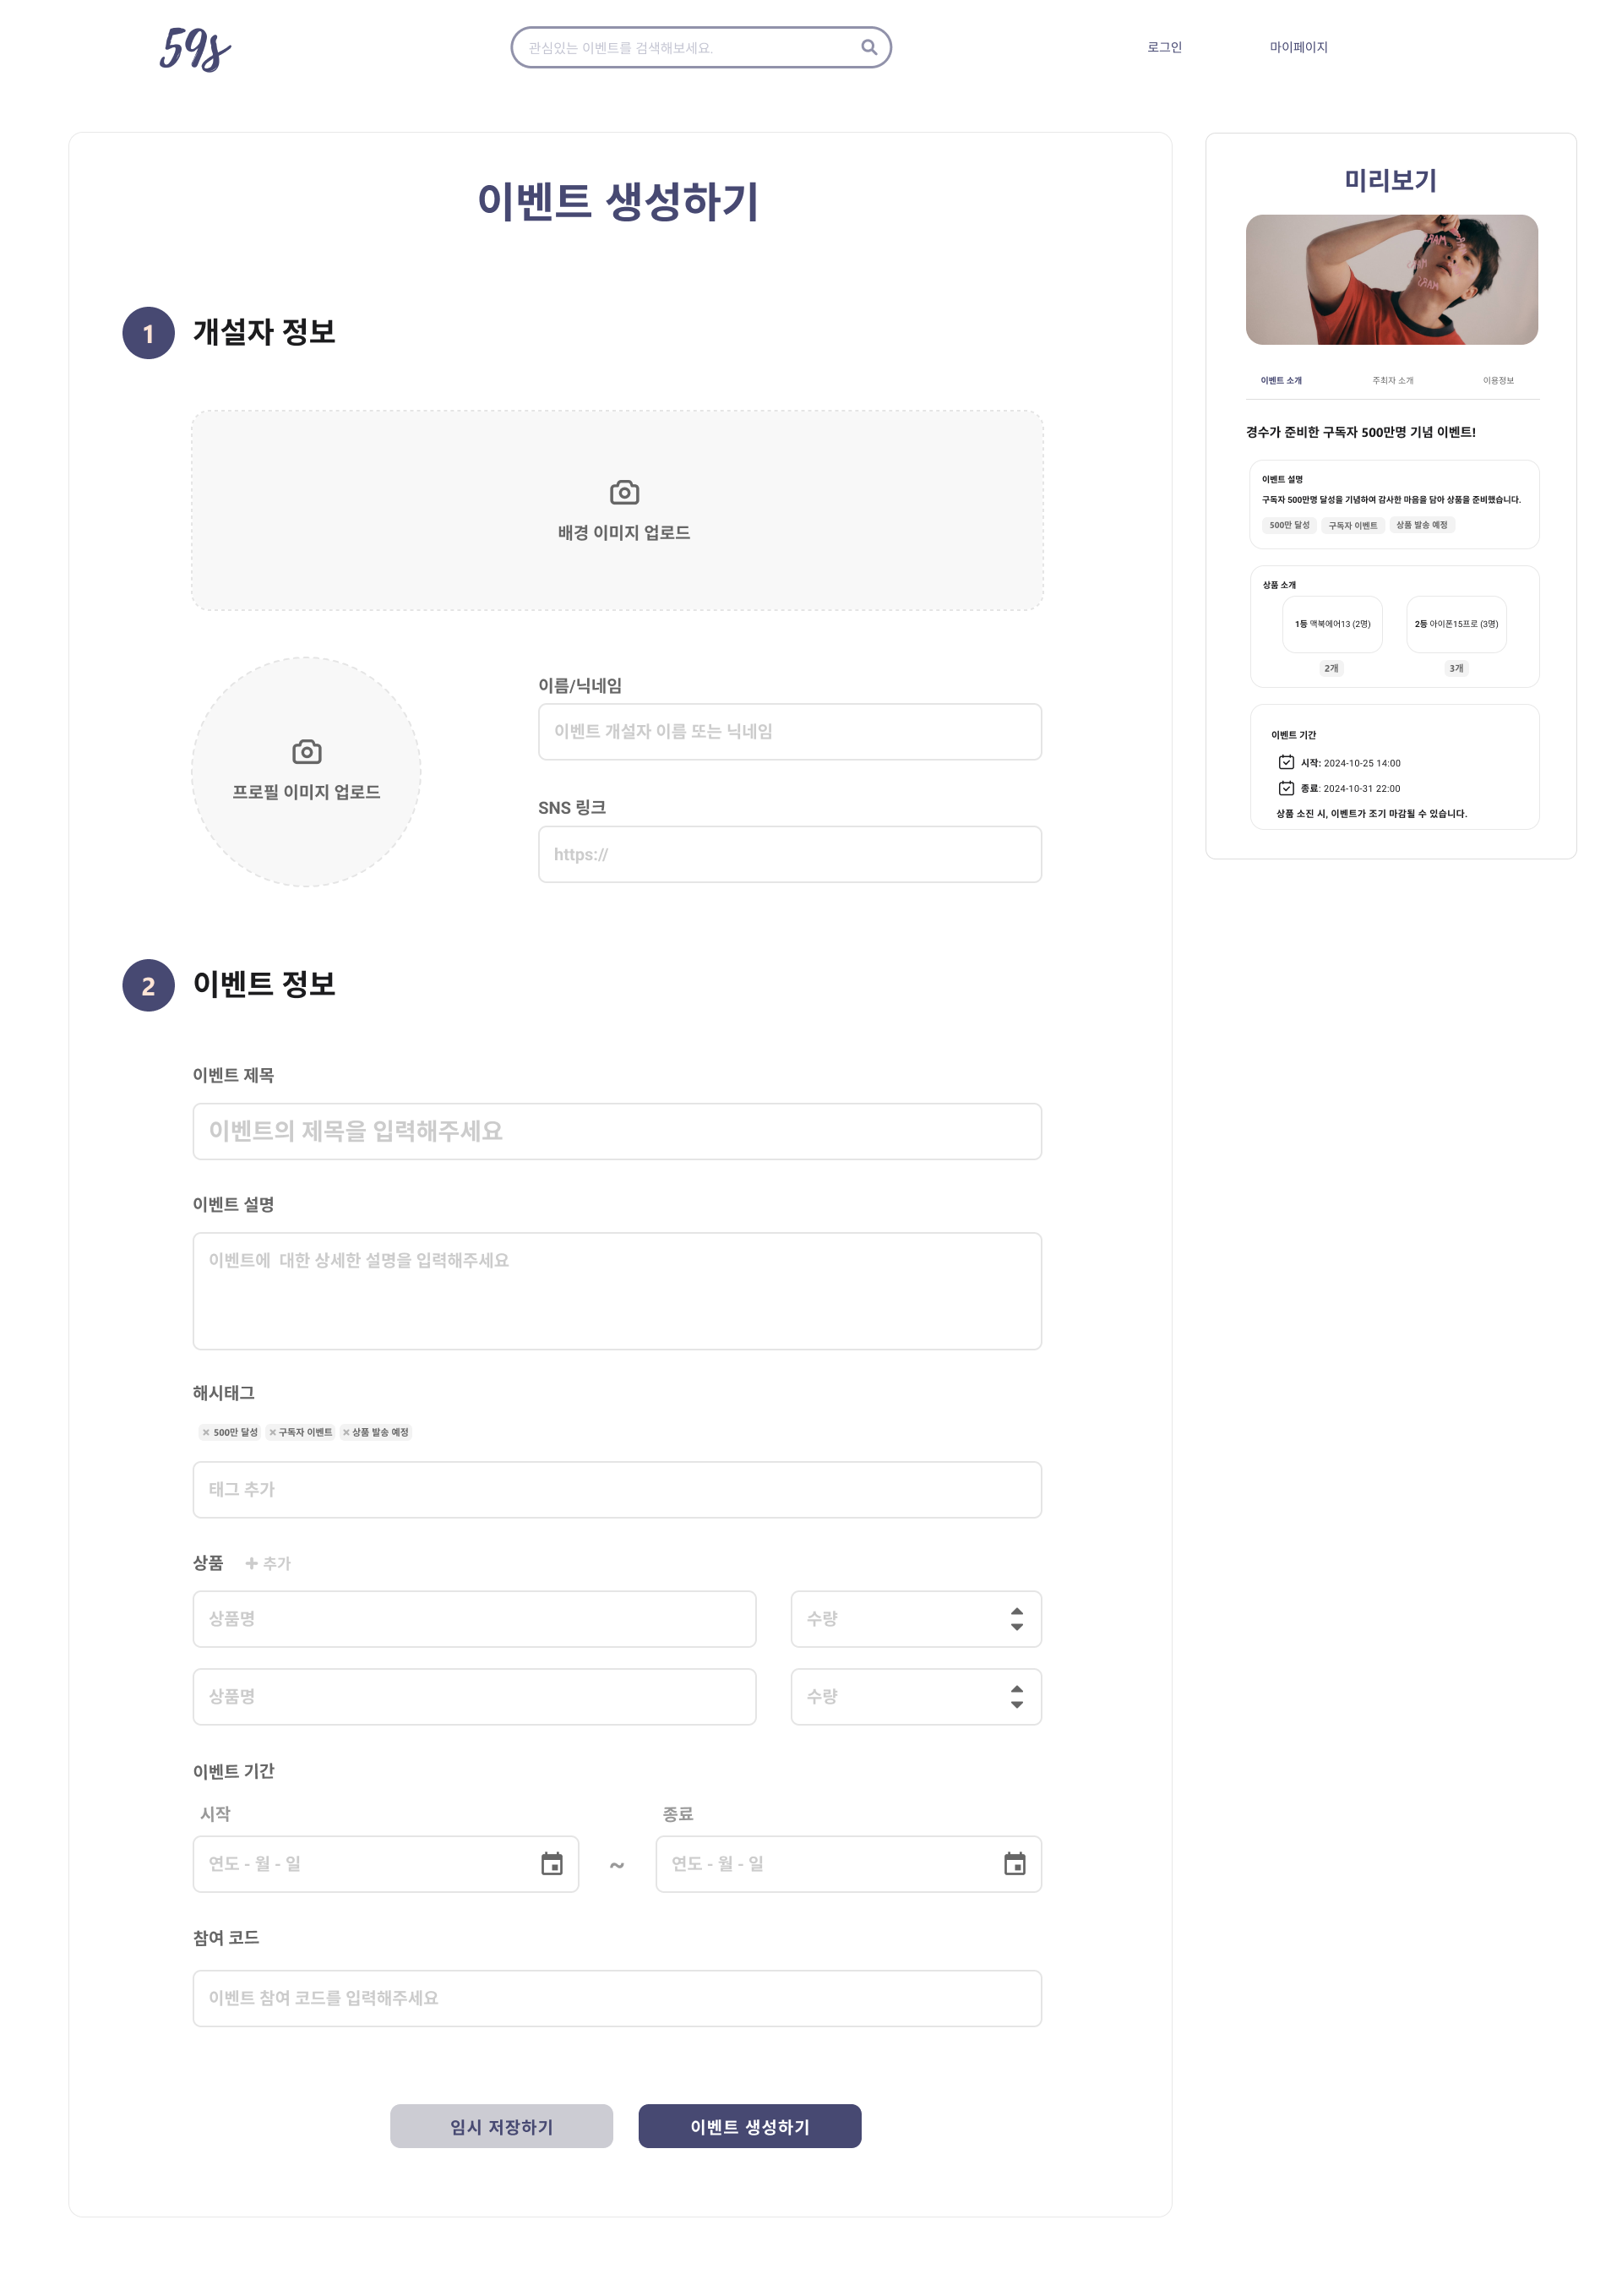 59s
관심있는 이벤트를 검색해보세요.
로그인
마이페이지
이벤트 생성하기
1 개설자 정보
배경 이미지 업로드
프로필 이미지 업로드
이름/닉네임
이벤트 개설자 이름 또는 닉네임
SNS 링크
https://
2 이벤트 정보
이벤트 제목
이벤트의 제목을 입력해주세요
이벤트 설명
이벤트에 대한 상세한 설명을 입력해주세요
해시태그
× 500만 달성 × 구독자 이벤트 × 상품 발송 예정
태그 추가
상품 + 추가
상품명 수량
상품명 수량
이벤트 기간
시작 종료
연도 - 월 - 일 ~ 연도 - 월 - 일
참여 코드
이벤트 참여 코드를 입력해주세요
임시 저장하기 이벤트 생성하기
미리보기
이벤트 소개 주최자 소개 이용정보
경수가 준비한 구독자 500만명 기념 이벤트!
이벤트 설명
구독자 500만명 달성을 기념하여 감사한 마음을 담아 상품을 준비했습니다.
500만 달성 구독자 이벤트 상품 발송 예정
상품 소개
1등 맥북에어13 (2명) 2등 아이폰15프로 (3명)
2개 3개
이벤트 기간
시작: 2024-10-25 14:00
종료: 2024-10-31 22:00
상품 소진 시, 이벤트가 조기 마감될 수 있습니다.